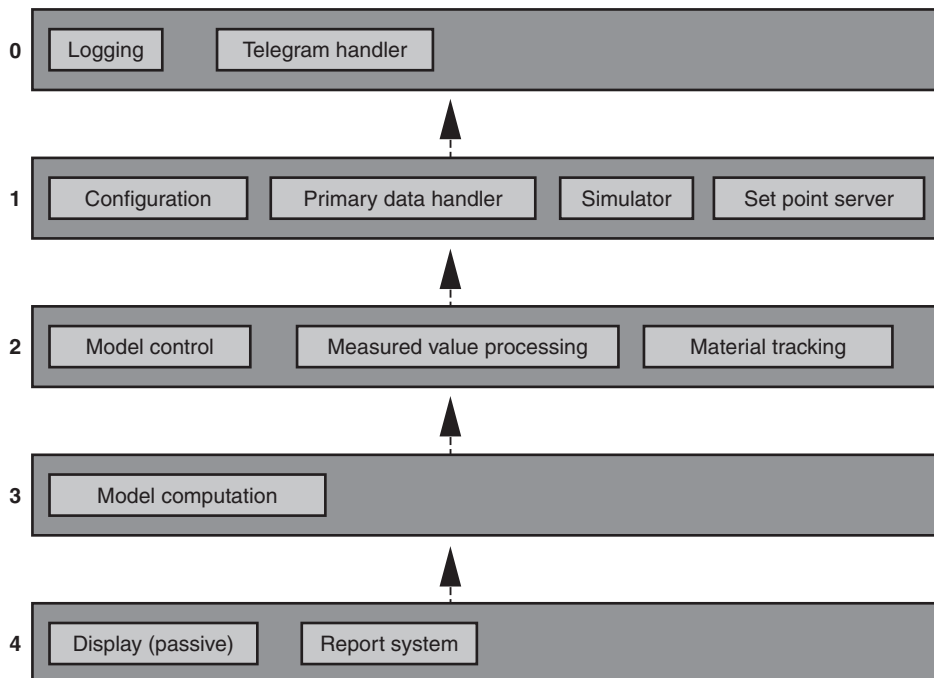 0
Logging
Telegram handler
1
Configuration
Primary data handler
Simulator
Set point server
2
Model control
Measured value processing
Material tracking
3
Model computation
4
Display (passive)
Report system